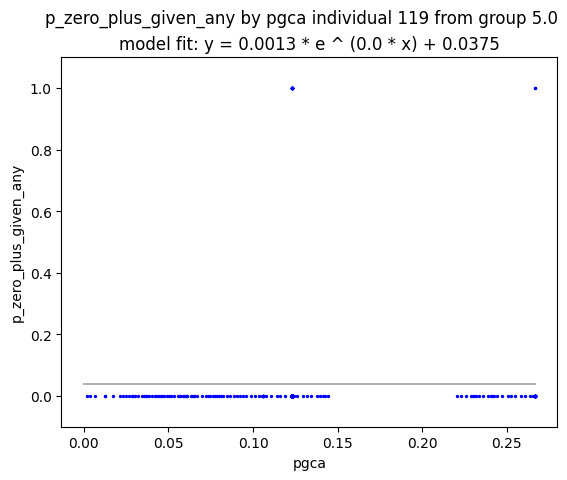 p_zero_plus_given_any by pgca individual 119 from group 5.0
model fit: y = 0.0013 * e ^ (0.0 * x) + 0.0375
1.0
0.8
0.6
0.4
0.2
0.0
p_zero_plus_given_any
0.00 0.05 0.10 0.15 0.20 0.25
pgca